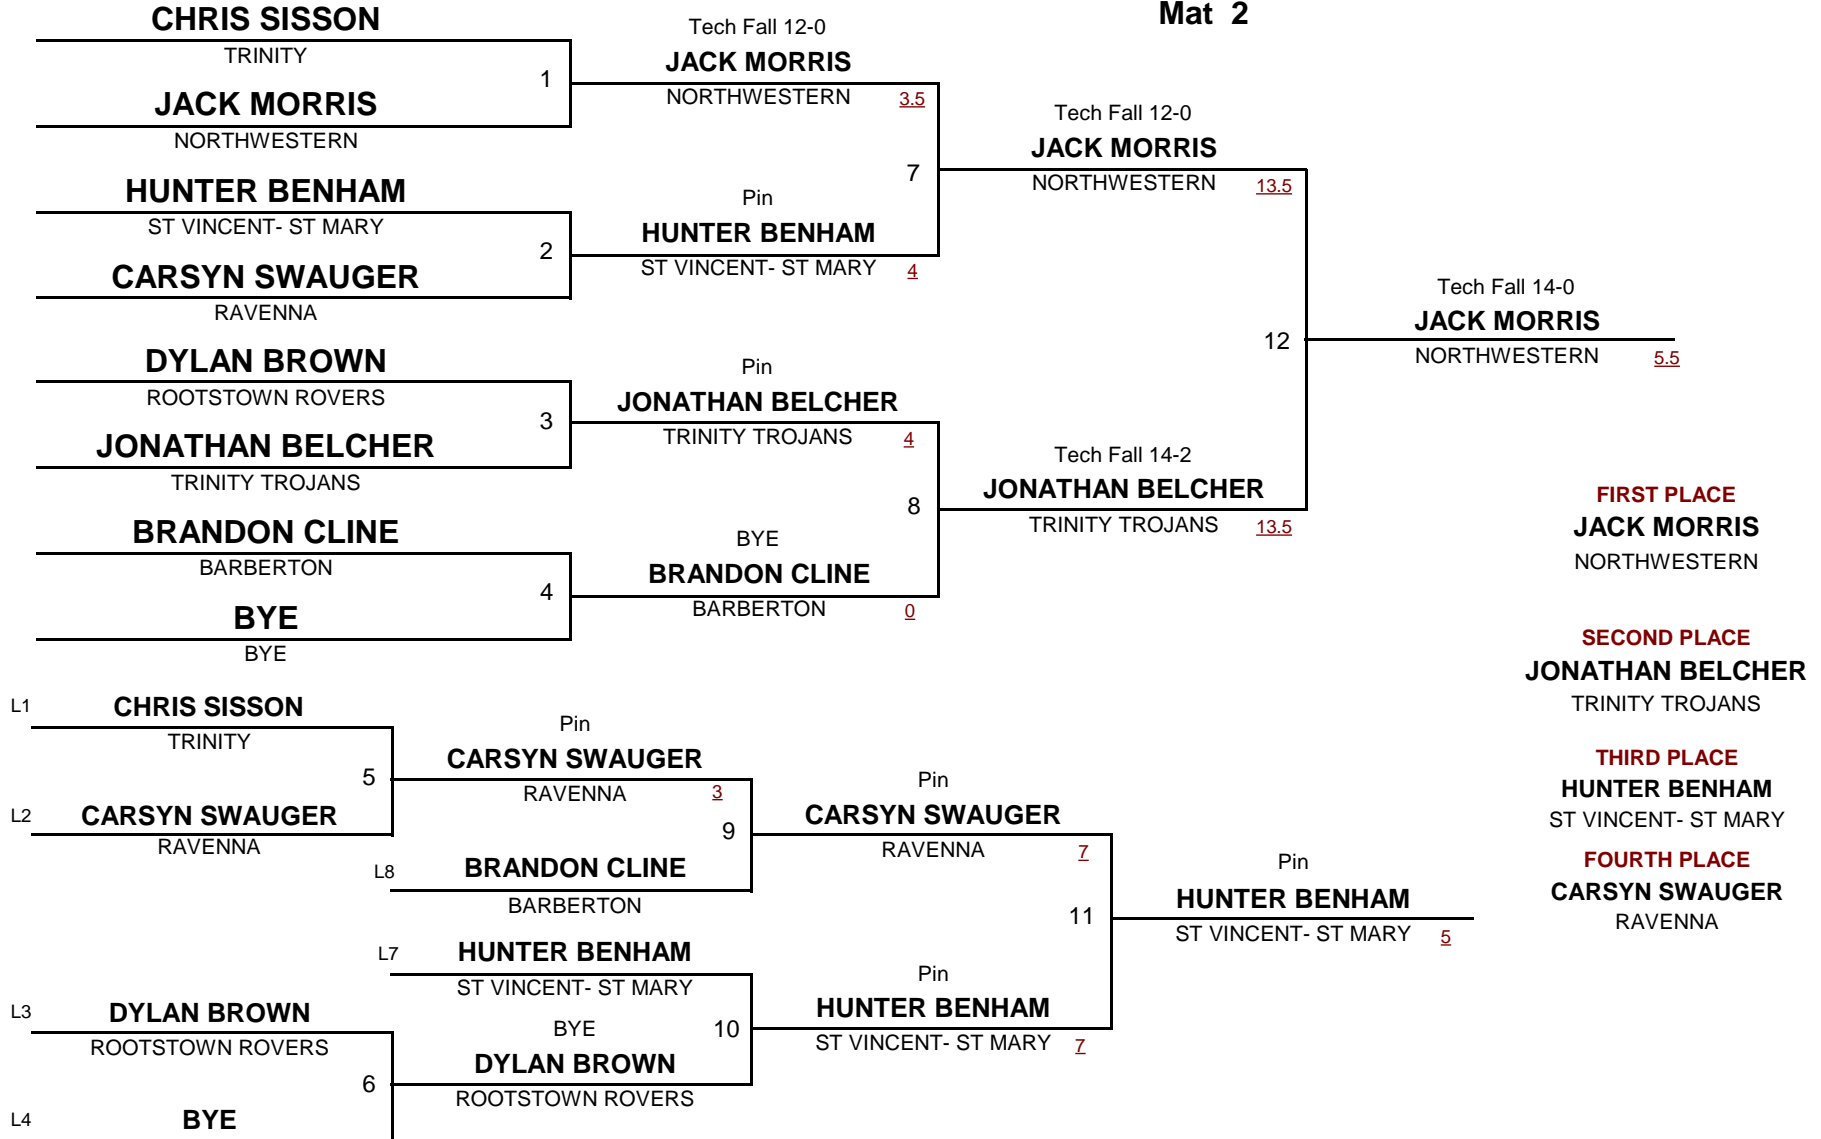 Mat 2
CHRIS SISSON
TRINITY
1
JACK MORRIS
NORTHWESTERN
HUNTER BENHAM
ST VINCENT- ST MARY
2
CARSYN SWAUGER
RAVENNA
DYLAN BROWN
ROOTSTOWN ROVERS
3
JONATHAN BELCHER
TRINITY TROJANS
BRANDON CLINE
BARBERTON
4
BYE
BYE
Tech Fall 12-0
JACK MORRIS
NORTHWESTERN 3.5
7
Pin
HUNTER BENHAM
ST VINCENT- ST MARY 4
Pin
JONATHAN BELCHER
TRINITY TROJANS 4
8
BYE
BRANDON CLINE
BARBERTON 0
Tech Fall 12-0
JACK MORRIS
NORTHWESTERN 13.5
12
Tech Fall 14-2
JONATHAN BELCHER
TRINITY TROJANS 13.5
Tech Fall 14-0
JACK MORRIS
NORTHWESTERN 5.5
FIRST PLACE
JACK MORRIS
NORTHWESTERN
SECOND PLACE
JONATHAN BELCHER
TRINITY TROJANS
THIRD PLACE
HUNTER BENHAM
ST VINCENT- ST MARY
FOURTH PLACE
CARSYN SWAUGER
RAVENNA
L1 CHRIS SISSON
TRINITY
5
L2 CARSYN SWAUGER
RAVENNA
L3 DYLAN BROWN
ROOTSTOWN ROVERS
6
L4 BYE
Pin
CARSYN SWAUGER
RAVENNA 3
9
L8 BRANDON CLINE
BARBERTON
L7 HUNTER BENHAM
ST VINCENT- ST MARY
BYE 10
DYLAN BROWN
ROOTSTOWN ROVERS
Pin
CARSYN SWAUGER
RAVENNA 7
11
Pin
HUNTER BENHAM
ST VINCENT- ST MARY 7
Pin
HUNTER BENHAM
ST VINCENT- ST MARY 5